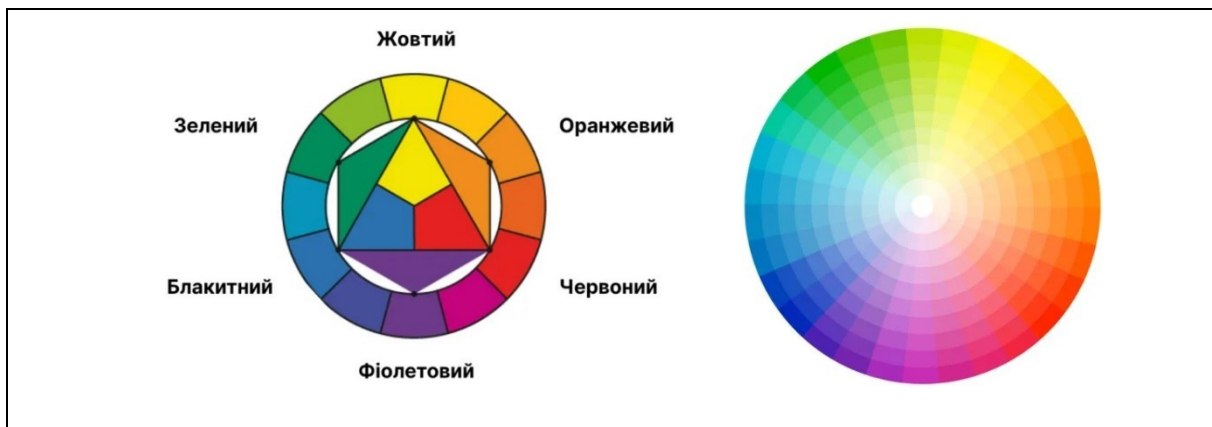 Жовтий
Зелений
Оранжевий
Блакитний
Червоний
Фіолетовий